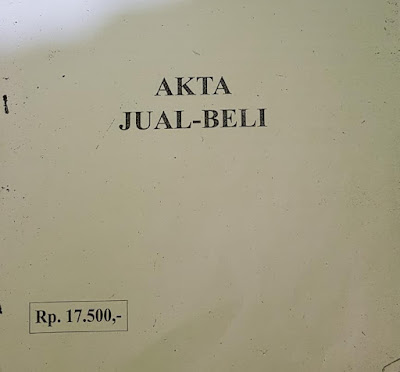 AKTA
JUAL-BELI
Rp. 17.500,-